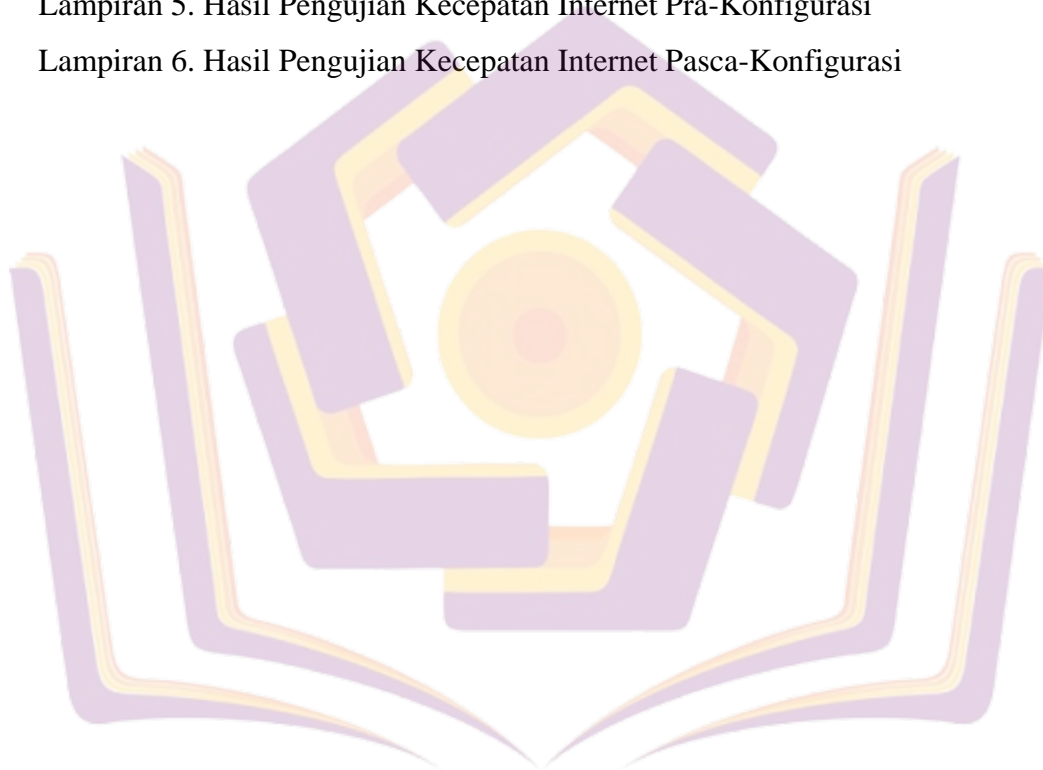 Lampiran 5. Hasil Pengujian Kecepatan Internet Pra-Konfigurasi
Lampiran 6. Hasil Pengujian Kecepatan Internet Pasca-Konfigurasi